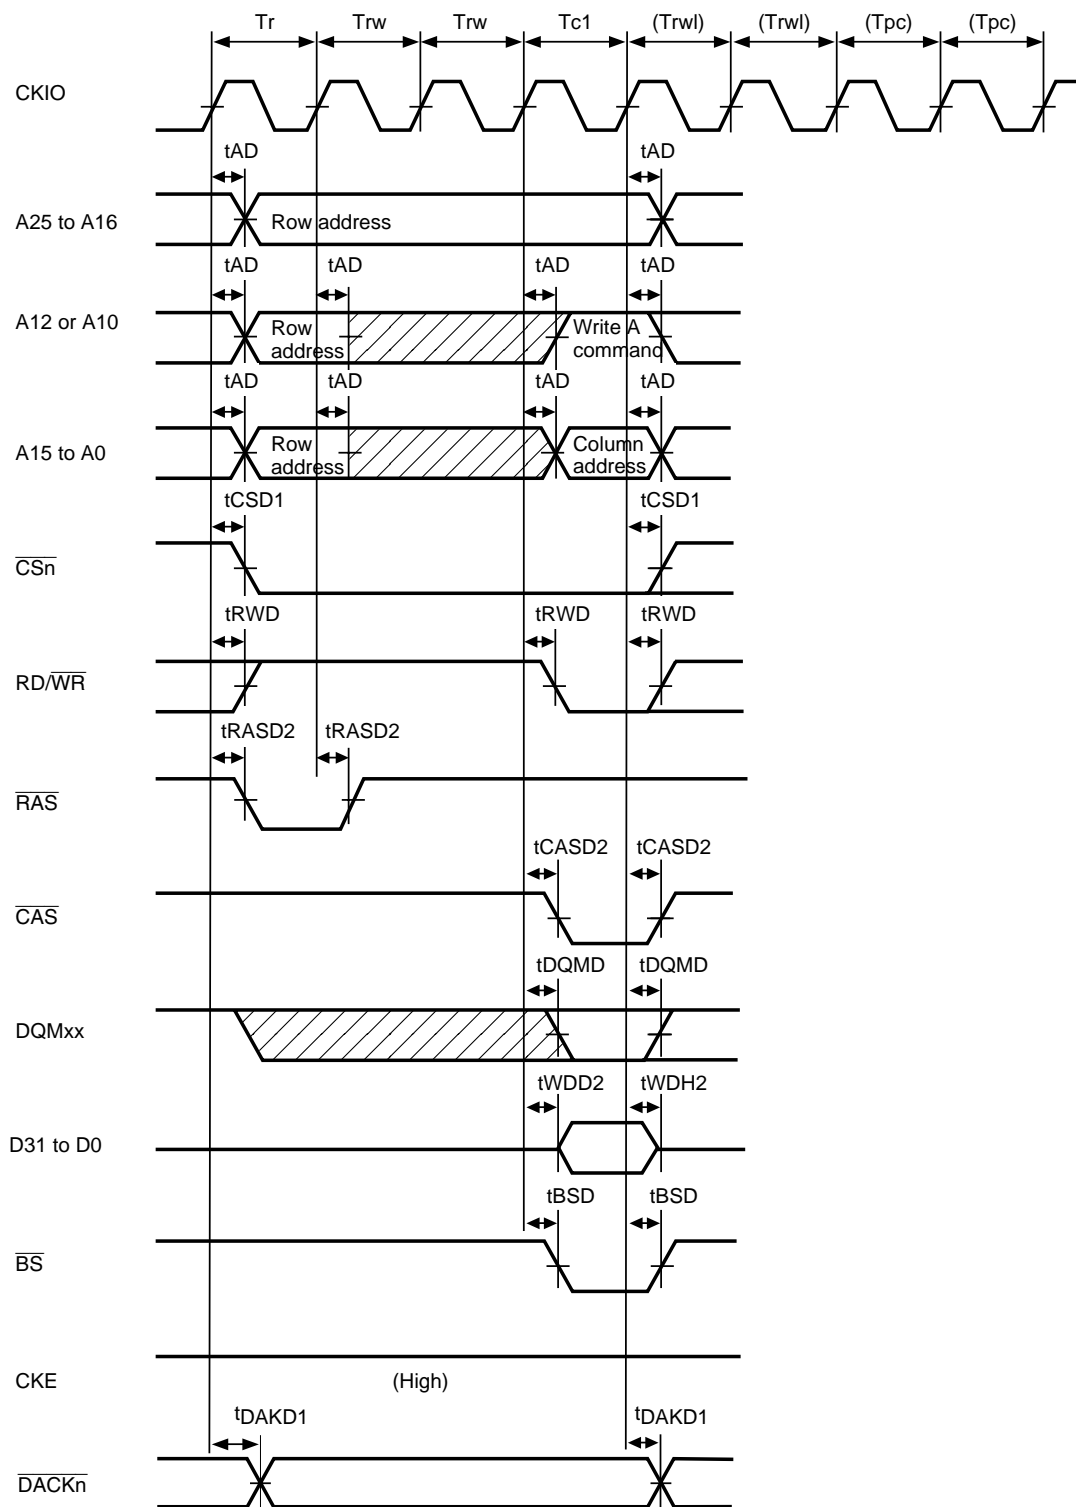 Tr Trw Trw Tc1 (Trwl) (Trwl) (Tpc) (Tpc)
CKIO
tAD tAD
A25 to A16 Row address
tAD tAD tAD tAD
A12 or A10 Row address Write A command
tAD tAD tAD tAD
A15 to A0 Row address Column address
tCSD1 tCSD1
CSn
tRWD tRWD tRWD
RD/WR
tRASD2 tRASD2
RAS
tCASD2 tCASD2
CAS
tDQMD tDQMD
DQMxx
tWDD2 tWDH2
D31 to D0
tBSD tBSD
BS
CKE (High)
tDAKD1 tDAKD1
DACKn